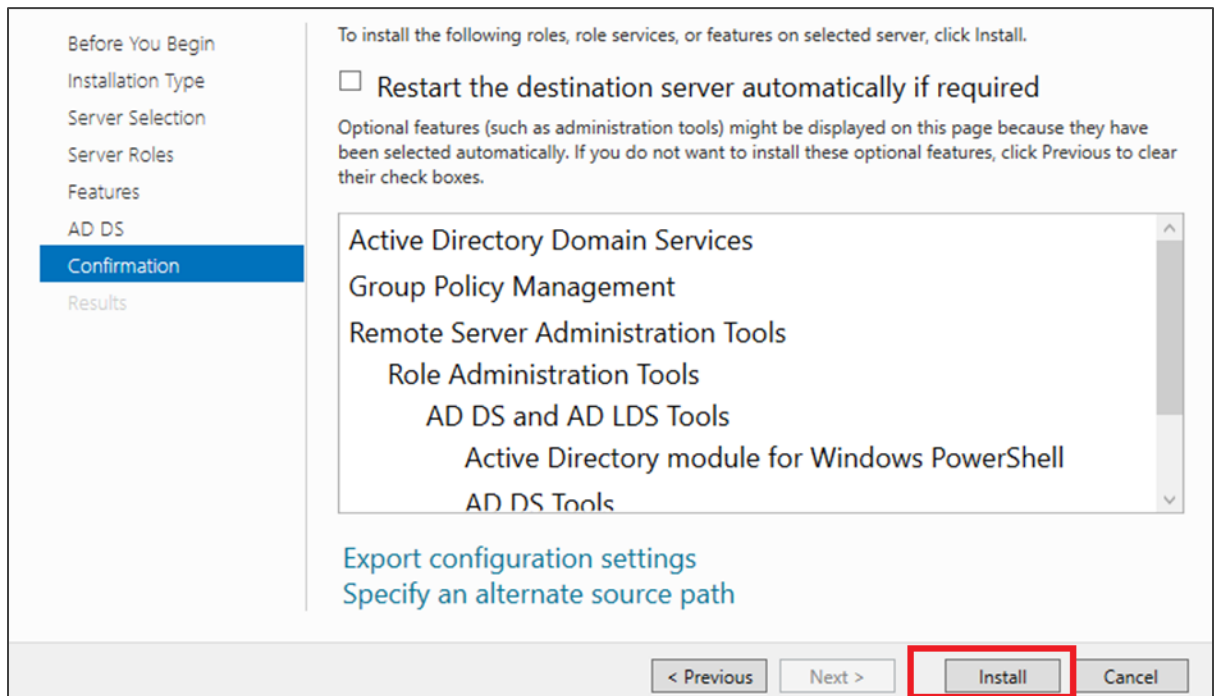 Before You Begin
Installation Type
Server Selection
Server Roles
Features
AD DS
Confirmation
Results
To install the following roles, role services, or features on selected server, click Install.
Restart the destination server automatically if required
Optional features (such as administration tools) might be displayed on this page because they have
been selected automatically. If you do not want to install these optional features, click Previous to clear
their check boxes.
Active Directory Domain Services
Group Policy Management
Remote Server Administration Tools
Role Administration Tools
AD DS and AD LDS Tools
Active Directory module for Windows PowerShell
AD DS Tools
Export configuration settings
Specify an alternate source path
< Previous
Next >
Install
Cancel